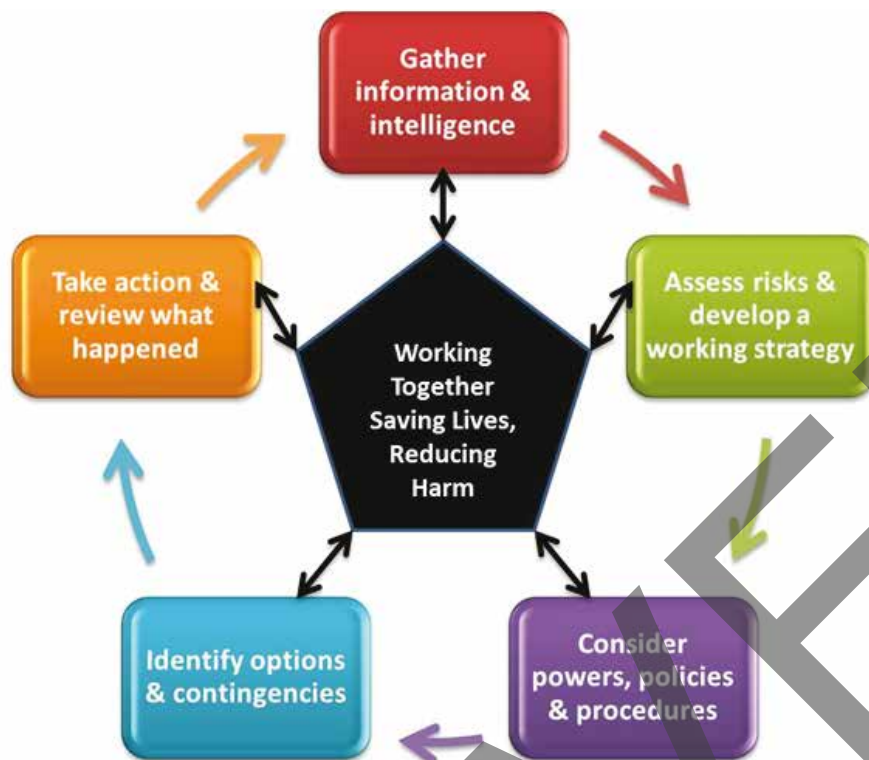 Gather
information &
intelligence
Assess risks &
develop a
working strategy
Consider
powers, policies
& procedures
Identify options
& contingencies
Take action &
review what
happened
Working
Together
Saving Lives,
Reducing
Harm